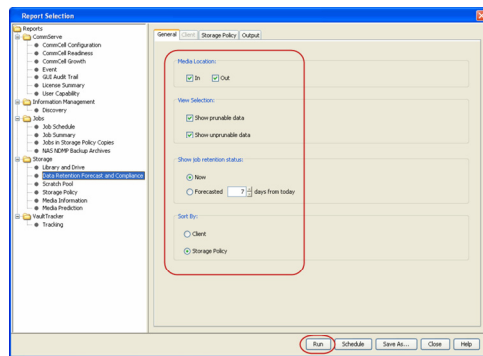 Report Selection
Reports
CommServe
CommCell Configuration
CommCell Readiness
CommCell Growth
Event
GUI Audit Trail
License Summary
User Capability
Information Management
Discovery
Jobs
Job Schedule
Job Summary
Jobs in Storage Policy Copies
NAS NDMP Backup Archives
Storage
Library and Drive
Data Retention Forecast and Compliance
Scratch Pool
Storage Policy
Media Information
Media Prediction
VaultTracker
Tracking
General Client Storage Policy Output
Media Location:
In Out
View Selection:
Show prunable data
Show unprunable data
Show job retention status:
Now
Forecasted 7 days from today
Sort By:
Client
Storage Policy
Run Schedule Save As... Close Help